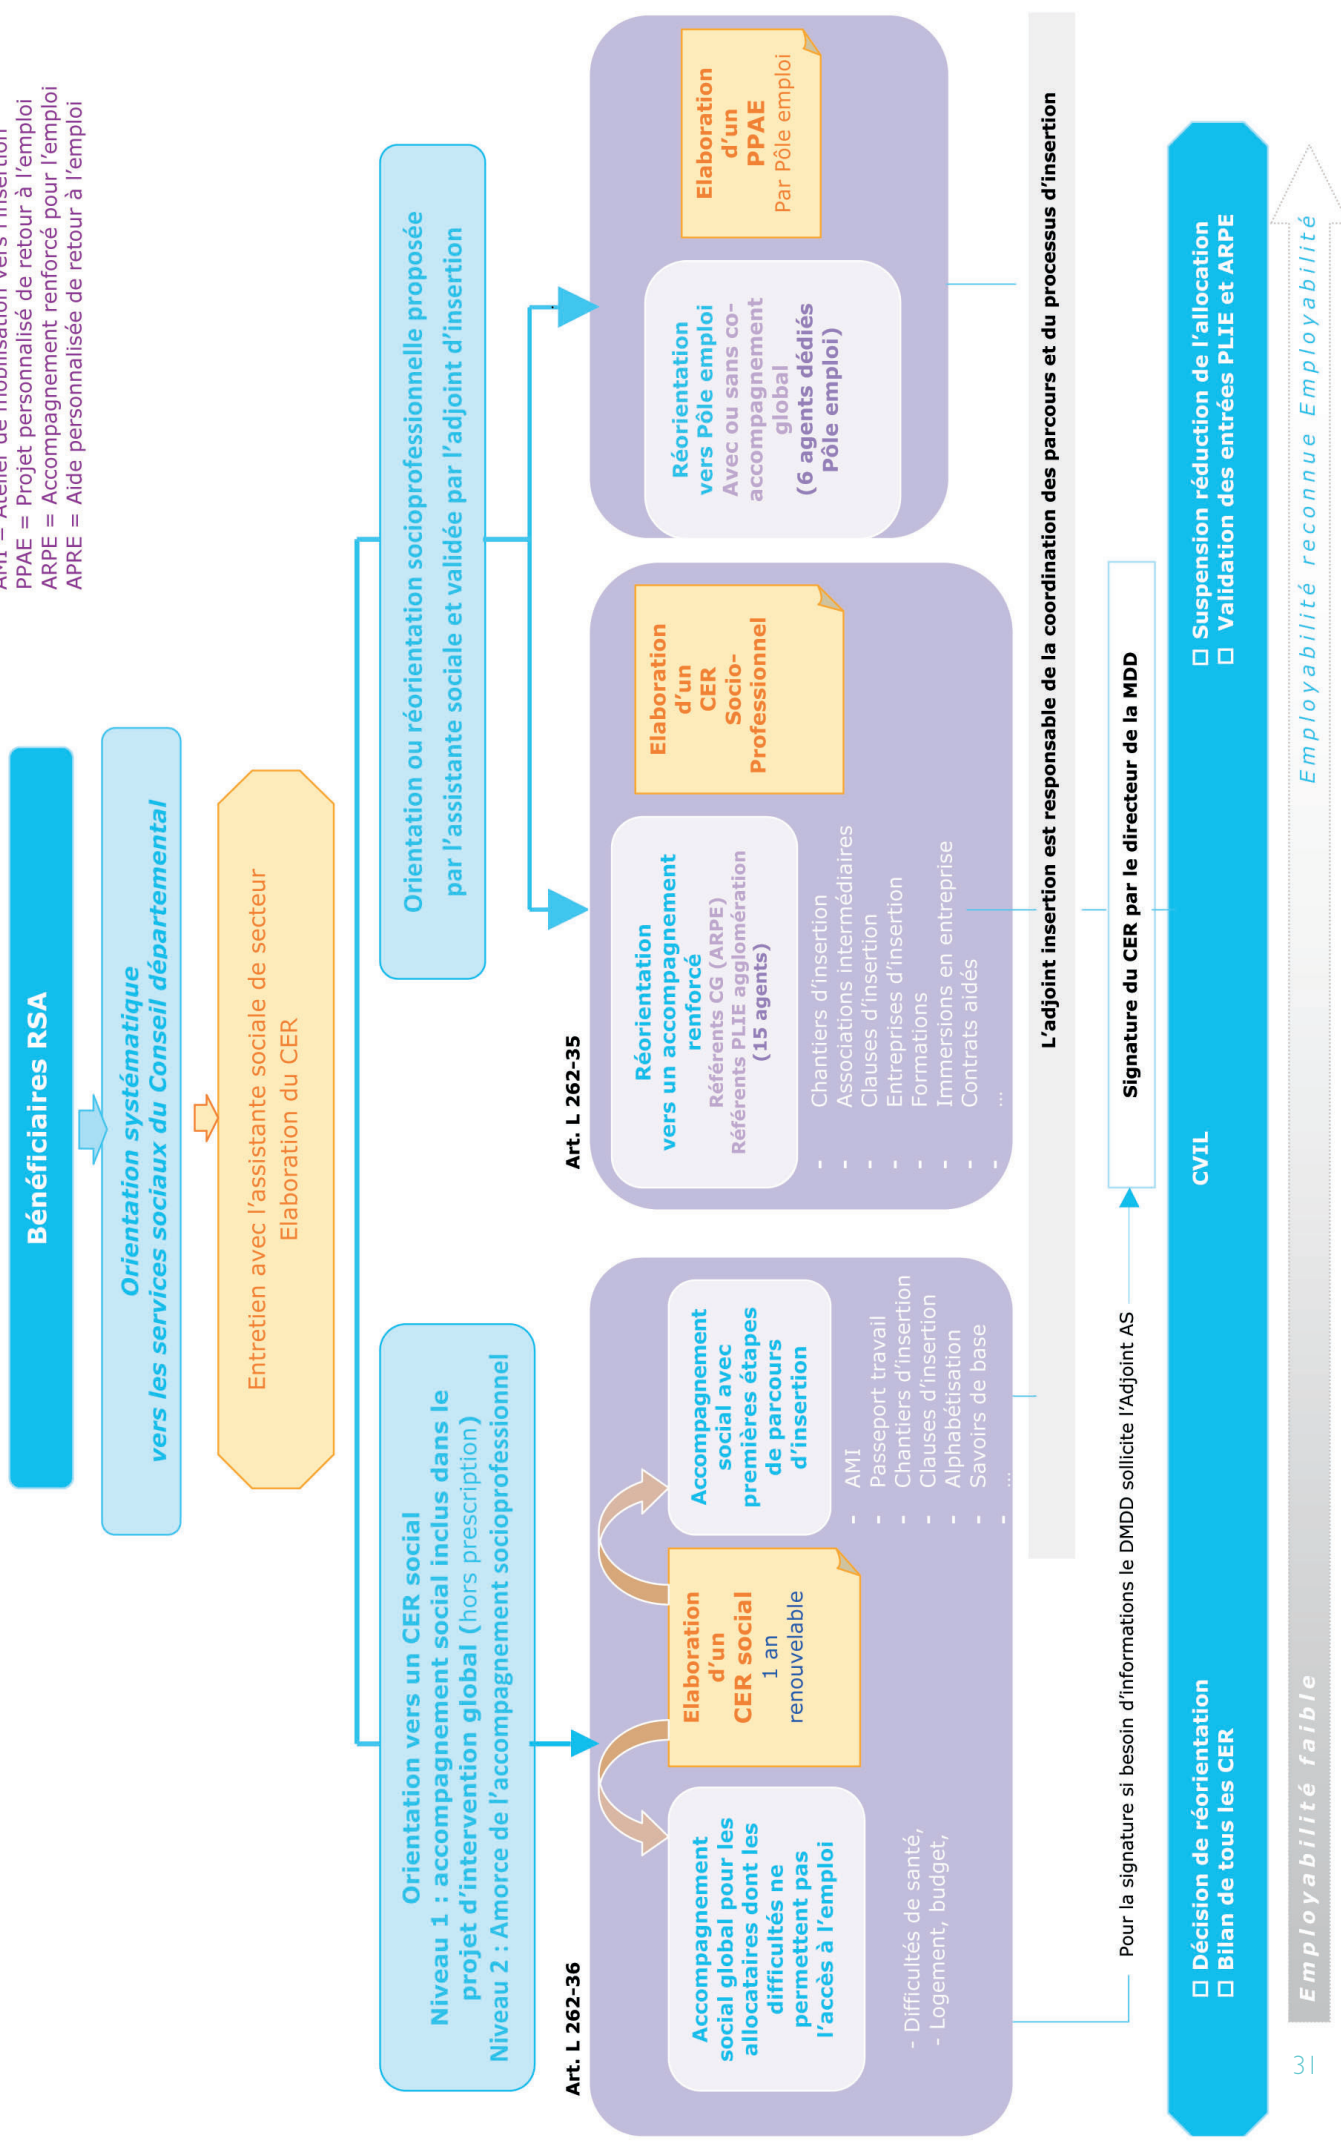 AMI = Atelier de mobilisation vers l'insertion
PPAE = Projet personnalisé de retour à l'emploi
ARPE = Accompagnement renforcé pour l'emploi
APRE = Aide personnalisée de retour à l'emploi
Bénéficiaires RSA
Orientation systématique
vers les services sociaux du Conseil départemental
Entretien avec l'assistante sociale de secteur
Elaboration du CER
Orientation vers un CER social
Niveau 1 : accompagnement social inclus dans le
projet d'intervention global (hors prescription)
Niveau 2 : Amorce de l'accompagnement socioprofessionnel
Orientation ou réorientation socioprofessionnelle proposée
par l'assistante sociale et validée par l'adjoint d'insertion
Art. L 262-36
Accompagnement
social global pour les
allocataires dont les
difficultés ne
permettent pas
l'accès à l'emploi
- Difficultés de santé,
- Logement, budget,
Elaboration
d'un
CER social
1 an
renouvelable
Accompagnement
social avec
premières étapes
de parcours
d'insertion
- AMI
- Passeport travail
- Chantiers d'insertion
- Clauses d'insertion
- Alphabétisation
- Savoirs de base
- ...
Art. L 262-35
Réorientation
vers un accompagnement
renforcé
Référents CG (ARPE)
Référents PLIE agglomération
(15 agents)
- Chantiers d'insertion
- Associations intermédiaires
- Clauses d'insertion
- Entreprises d'insertion
- Formations
- Immersions en entreprise
- Contrats aidés
- ...
Elaboration
d'un
CER
Socio-
Professionnel
Réorientation
vers Pôle emploi
Avec ou sans co-
accompagnement
global
(6 agents dédiés
Pôle emploi)
Elaboration
d'un
PPAE
Par Pôle emploi
L'adjoint insertion est responsable de la coordination des parcours et du processus d'insertion
Pour la signature si besoin d'informations le DMDD sollicite l'Adjoint AS
Signature du CER par le directeur de la MDD
☐ Décision de réorientation
☐ Bilan de tous les CER
CVIL
☐ Suspension réduction de l'allocation
☐ Validation des entrées PLIE et ARPE
Employabilité faible
Employabilité reconnue Employabilité
31